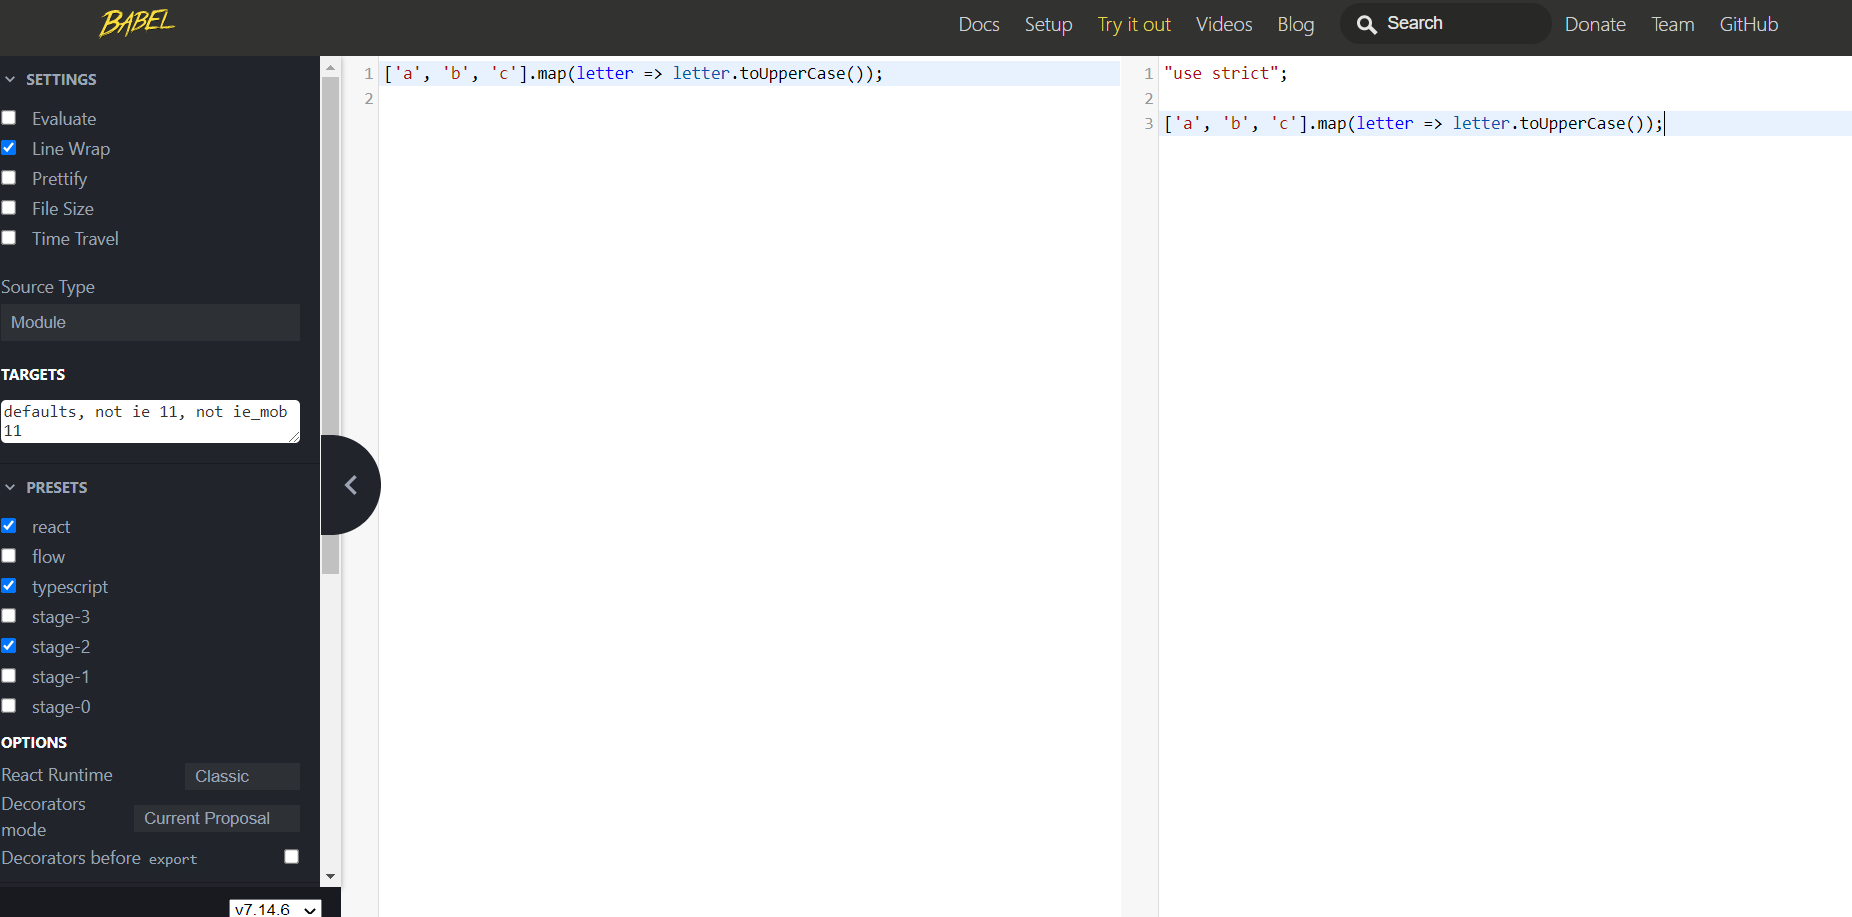 BABEL
Docs Setup Try it out Videos Blog Search Donate Team GitHub
SETTINGS
Evaluate
Line Wrap
Prettify
File Size
Time Travel
Source Type
Module
TARGETS
defaults, not ie 11, not ie_mob
11
PRESETS
react
flow
typescript
stage-3
stage-2
stage-1
stage-0
OPTIONS
React Runtime Classic
Decorators
mode Current Proposal
Decorators before export
v7.14.6
1 ['a', 'b', 'c'].map(letter => letter.toUpperCase());
2
1 "use strict";
2
3 ['a', 'b', 'c'].map(letter => letter.toUpperCase());